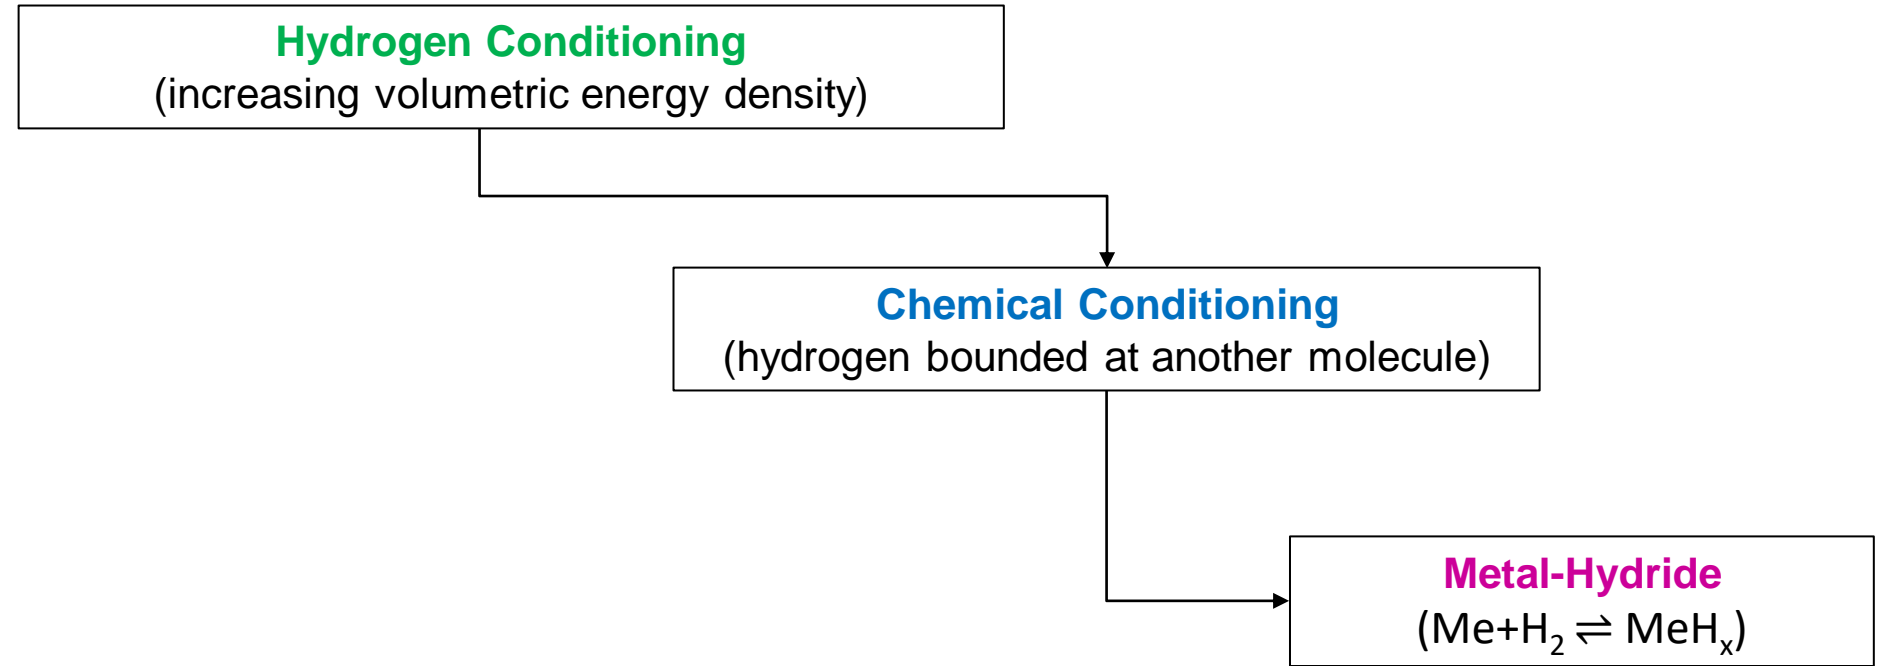 Hydrogen Conditioning
(increasing volumetric energy density)
Chemical Conditioning
(hydrogen bounded at another molecule)
Metal-Hydride
(Me+H₂ ⇌ MeHₓ)